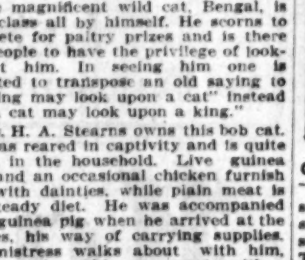 magnificent wild cat, Bengal, is
class all by himself. He scorns to
ete for paltry prizes and is there
eople to have the privilege of look-
t him. In seeing him one is
ted to transpose an old saying to
ing may look upon a cat" instead
cat may look upon a king."
. H. A. Stearns owns this bob cat.
as reared in captivity and is quite
in the household. Live guinea
and an occasional chicken furnish
with dainties, while plain meat is
teady diet. He was accompanied
guinea pig when he arrived at the
s, his way of carrying supplies.
mistress walks about with him,